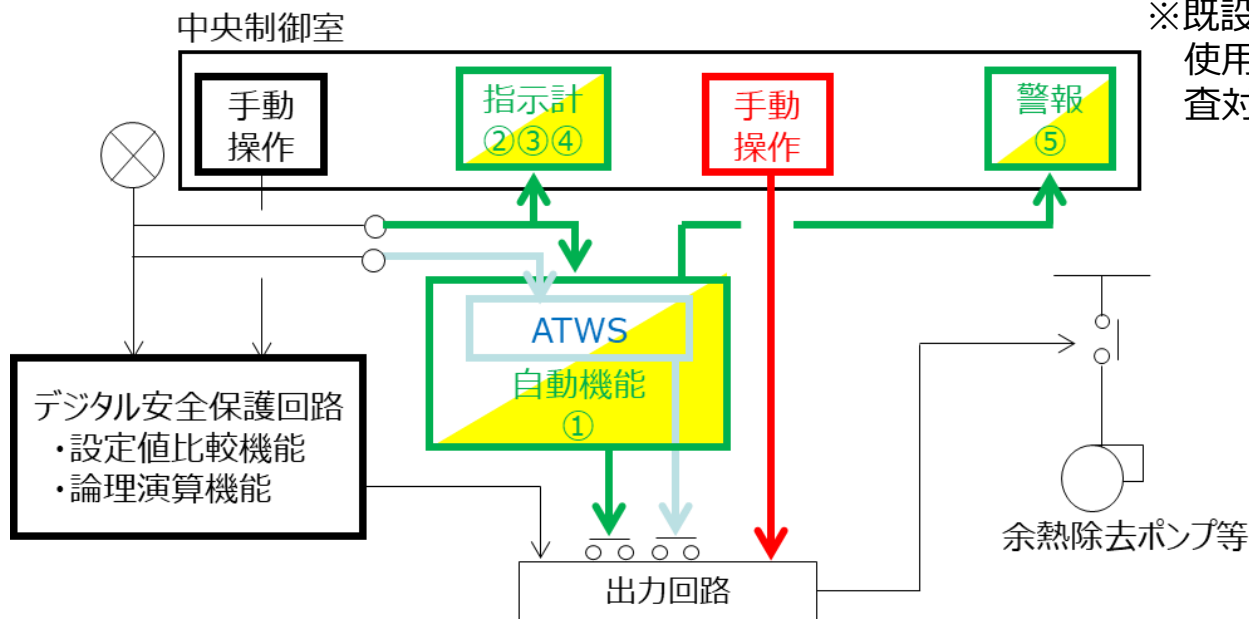 中央制御室
※既設
使用
査対
手動
操作
指示計
②③④
手動
操作
警報
⑤
ATWS
自動機能
①
デジタル安全保護回路
・設定値比較機能
・論理演算機能
余熱除去ポンプ等
出力回路